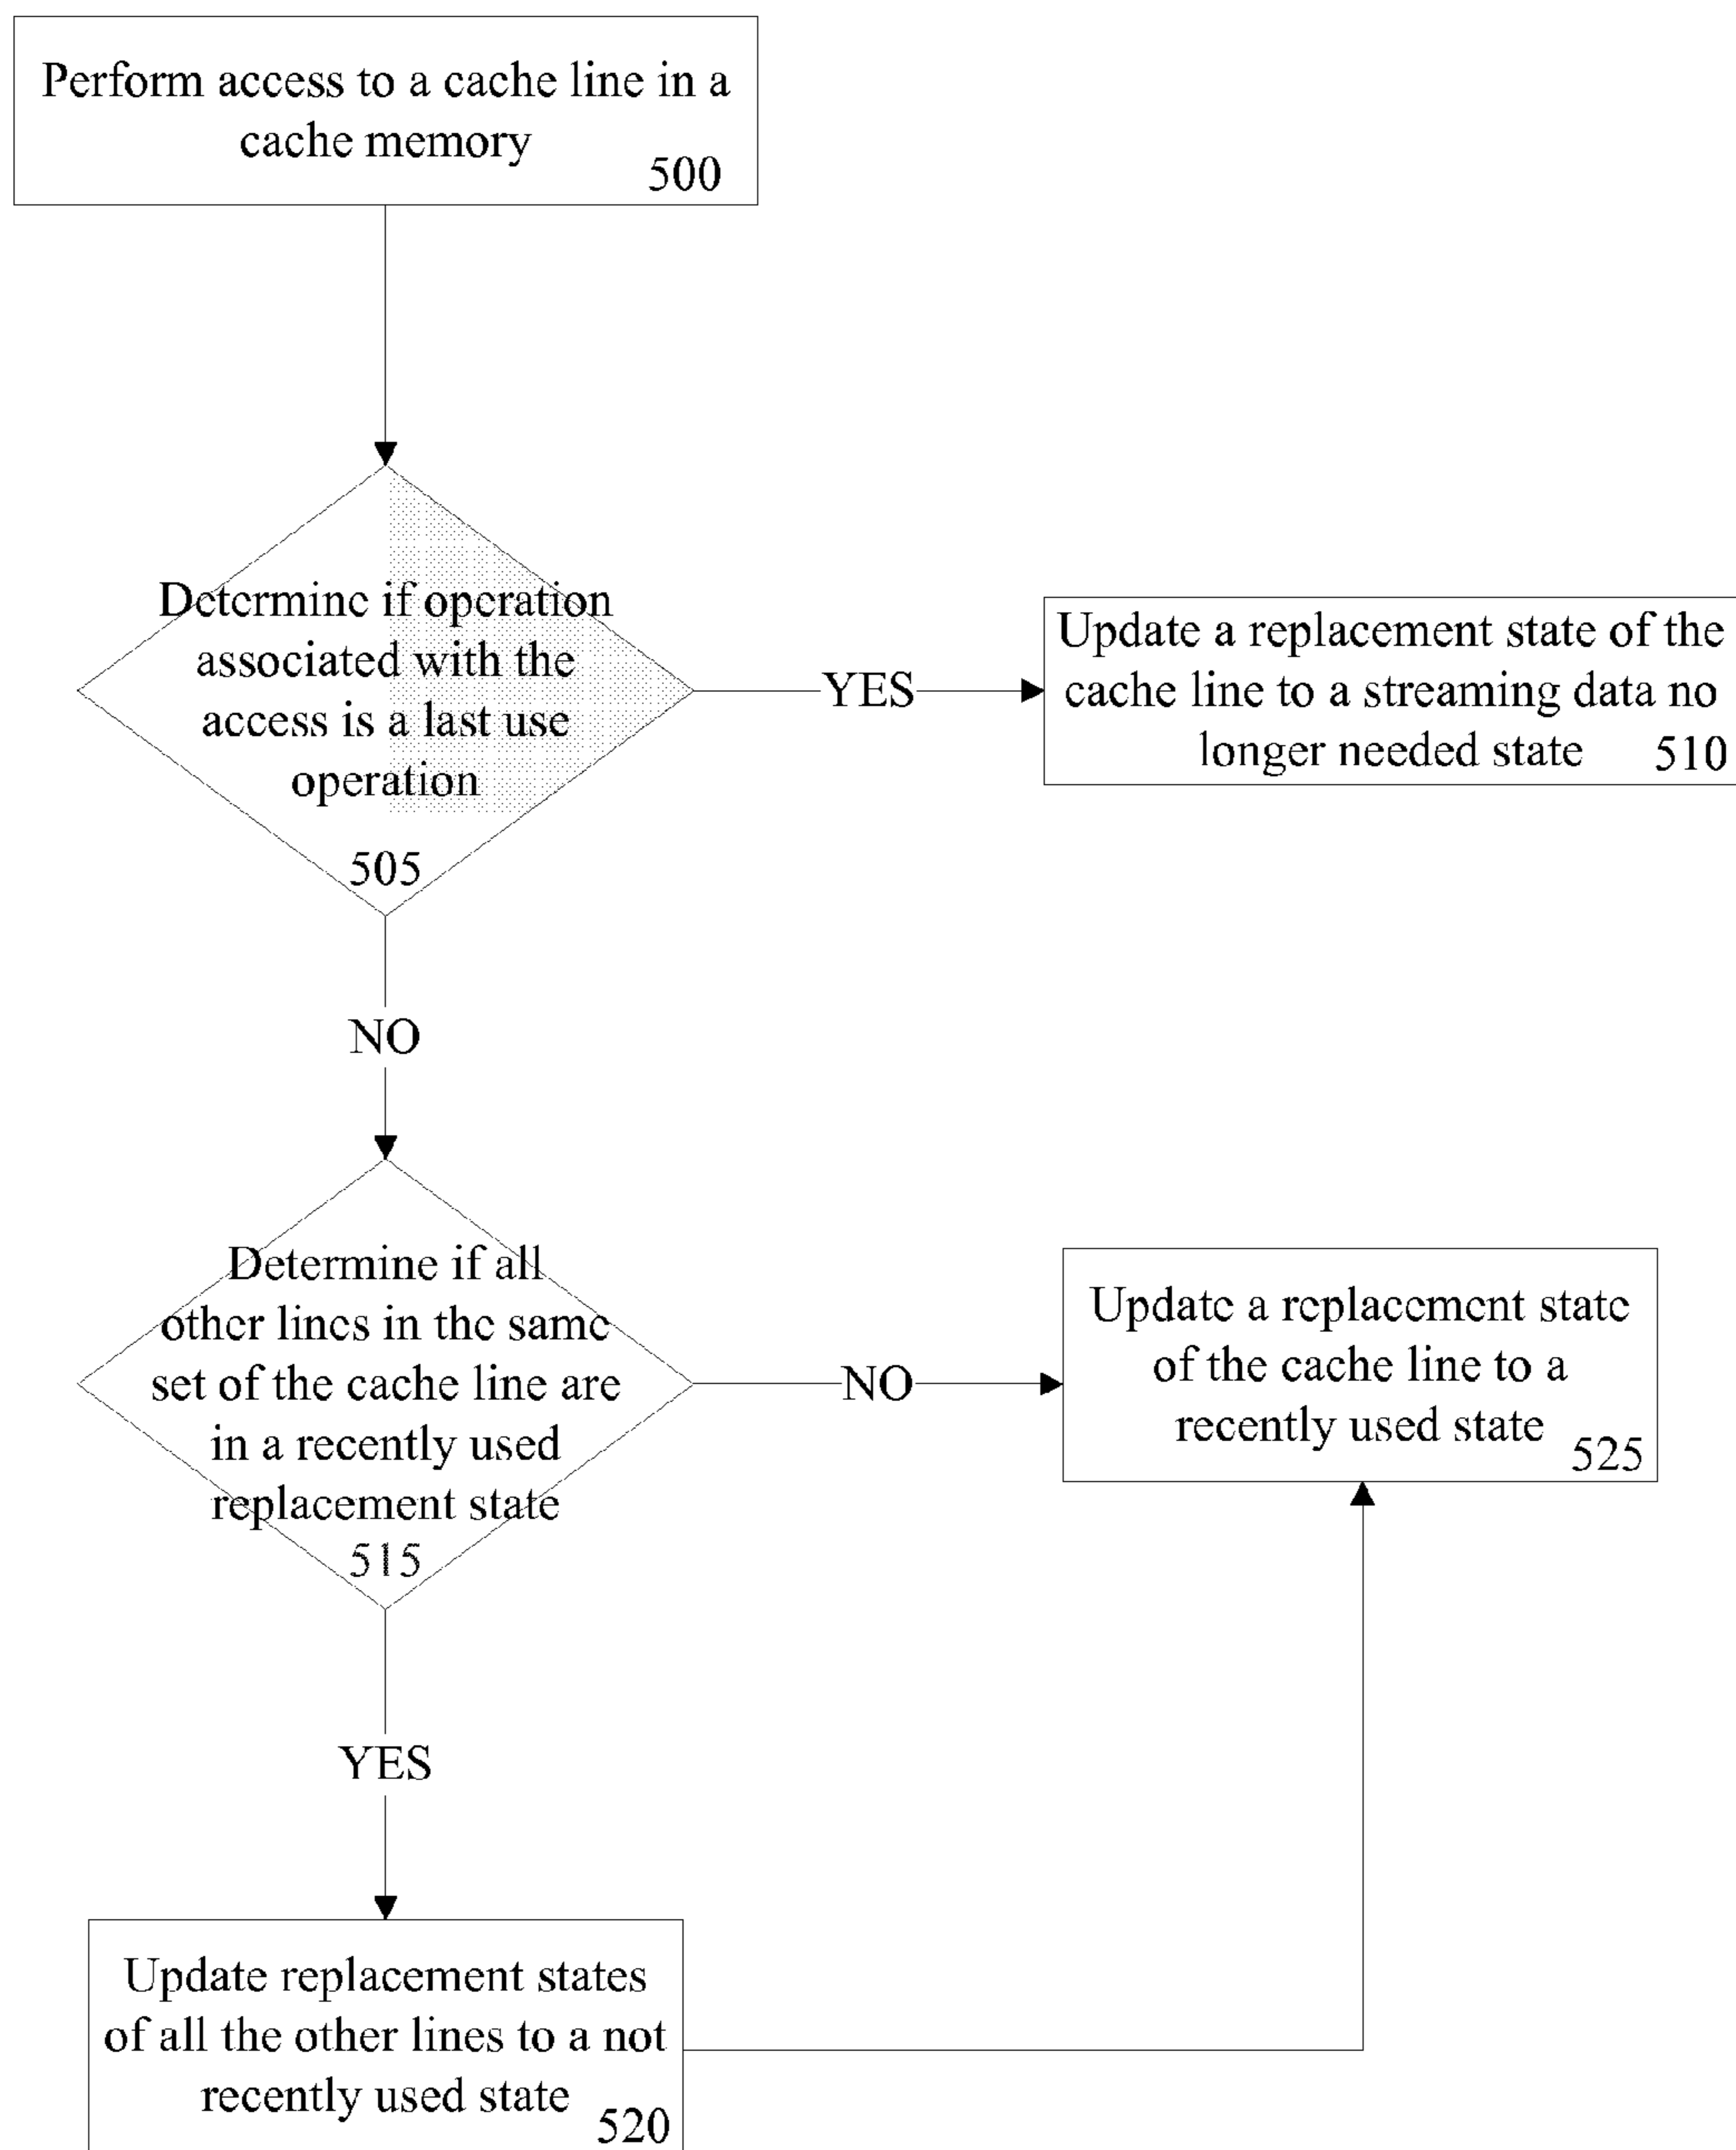 Perform access to a cache line in a
cache memory
500
Determine if operation
associated with the
access is a last use
operation
505
YES
Update a replacement state of the
cache line to a streaming data no
longer needed state 510
NO
Determine if all
other lines in the same
set of the cache line are
in a recently used
replacement state
515
NO
Update a replacement state
of the cache line to a
recently used state
525
YES
Update replacement states
of all the other lines to a not
recently used state
520